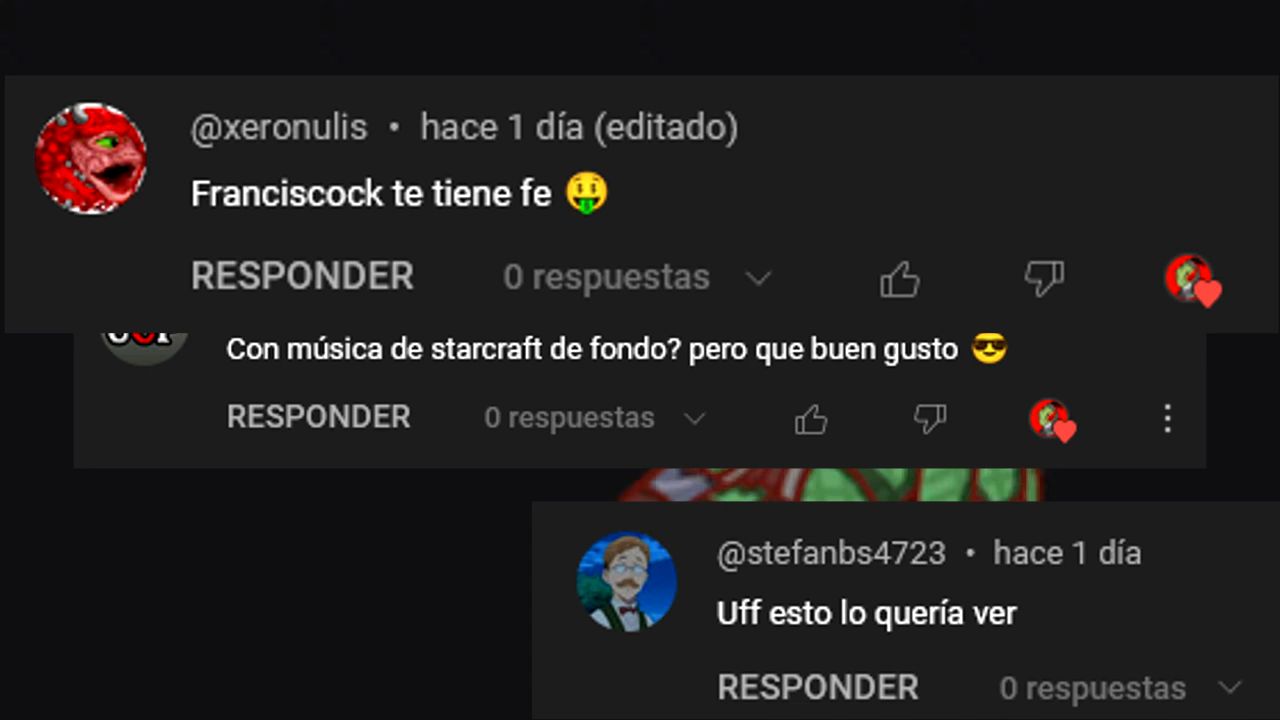 @xeronulis • hace 1 día (editado)
Franciscock te tiene fe 🤑
RESPONDER 0 respuestas
Con música de starcraft de fondo? pero que buen gusto 😎
RESPONDER 0 respuestas
@stefanbs4723 • hace 1 día
Uff esto lo quería ver
RESPONDER 0 respuestas